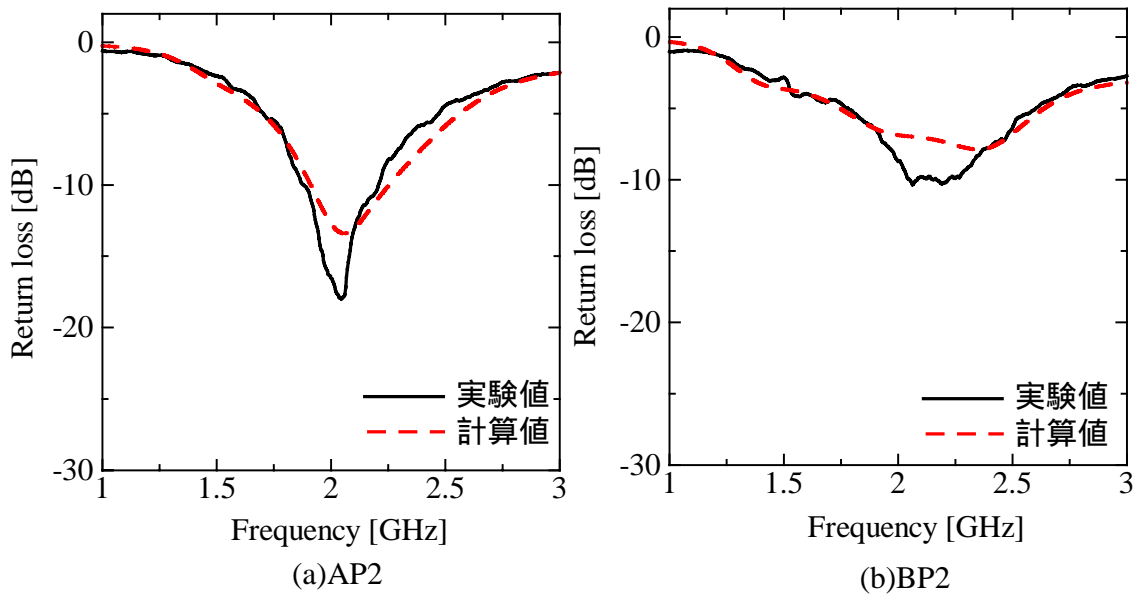 0
-10
-20
-30
Return loss [dB]
実験値
計算値
1
1.5
2
2.5
3
Frequency [GHz]
(a)AP2
0
-10
-20
-30
Return loss [dB]
実験値
計算値
1
1.5
2
2.5
3
Frequency [GHz]
(b)BP2